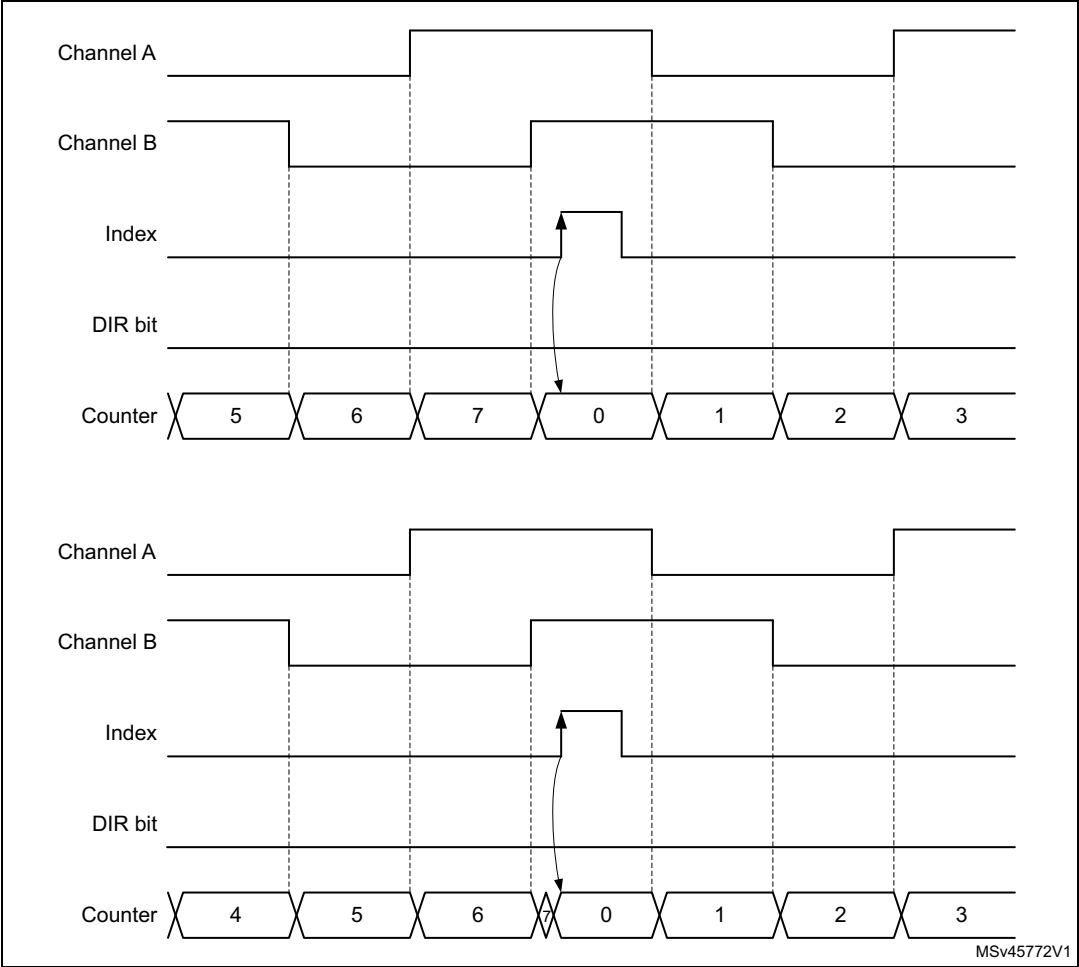 Channel A
Channel B
Index
DIR bit
Counter 5 6 7 0 1 2 3
Channel A
Channel B
Index
DIR bit
Counter 4 5 6 7 0 1 2 3
MSv45772V1